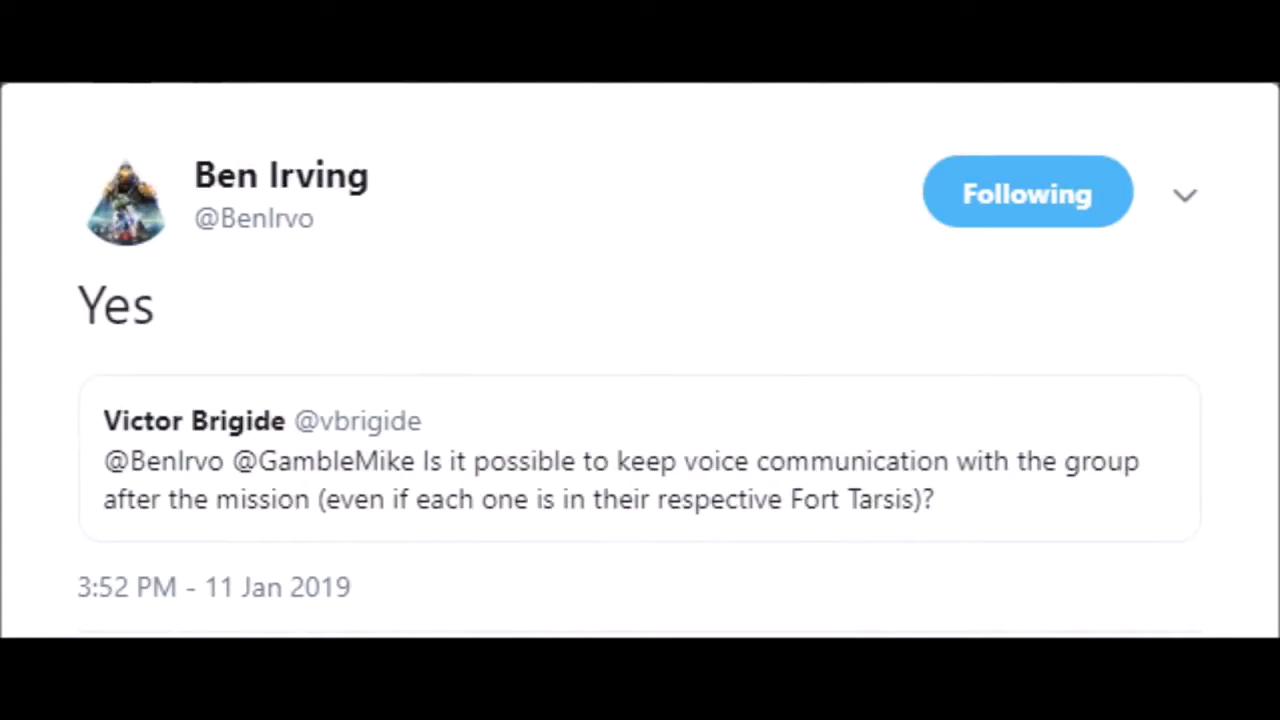 Ben Irving
@BenIrvo
Following
Yes
Victor Brigide @vbrigide
@BenIrvo @GambleMike Is it possible to keep voice communication with the group
after the mission (even if each one is in their respective Fort Tarsis)?
3:52 PM - 11 Jan 2019